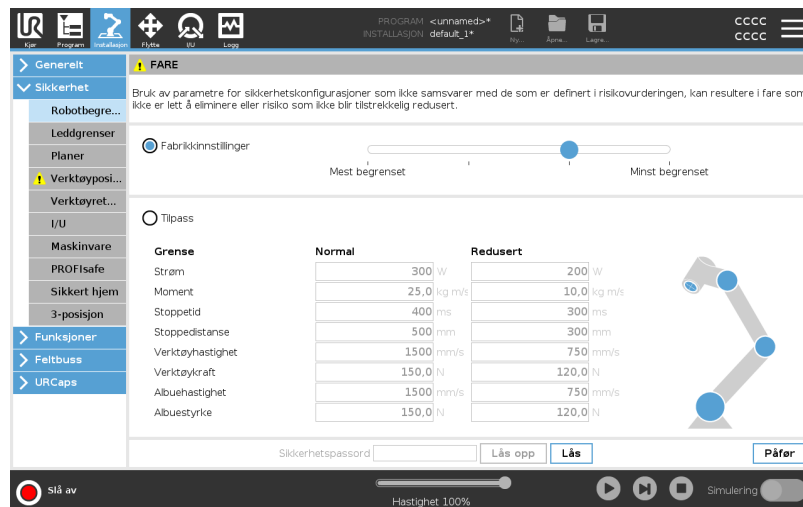 UR
PROGRAM <unnamed>*
INSTALLASJON default_1*
CCCC
CCCC
Kjør Program Installasjon Flytte I/U Logg
Ny... Åpne... Lagre...
Generelt
Sikkerhet
Robotbegre...
Leddgrenser
Planer
Verktøyposi...
Verktøyret...
I/U
Maskinvare
PROFIsafe
Sikkert hjem
3-posisjon
Funksjoner
Feltbuss
URCaps
FARE
Bruk av parametre for sikkerhetskonfigurasjoner som ikke samsvarer med de som er definert i risikovurderingen, kan resultere i fare som
ikke er lett å eliminere eller risiko som ikke blir tilstrekkelig redusert.
Fabrikkinnstillinger
Mest begrenset Minst begrenset
Tilpass
Grense Normal Redusert
Strøm 300 W 200 W
Moment 25,0 kg m/s 10,0 kg m/s
Stoppetid 400 ms 300 ms
Stoppedistanse 500 mm 300 mm
Verktøyhastighet 1500 mm/s 750 mm/s
Verktøykraft 150,0 N 120,0 N
Albuehastighet 1500 mm/s 750 mm/s
Albuestyrke 150,0 N 120,0 N
Sikkerhetspassord Lås opp Lås Påfør
Slå av
Hastighet 100%
Simulering